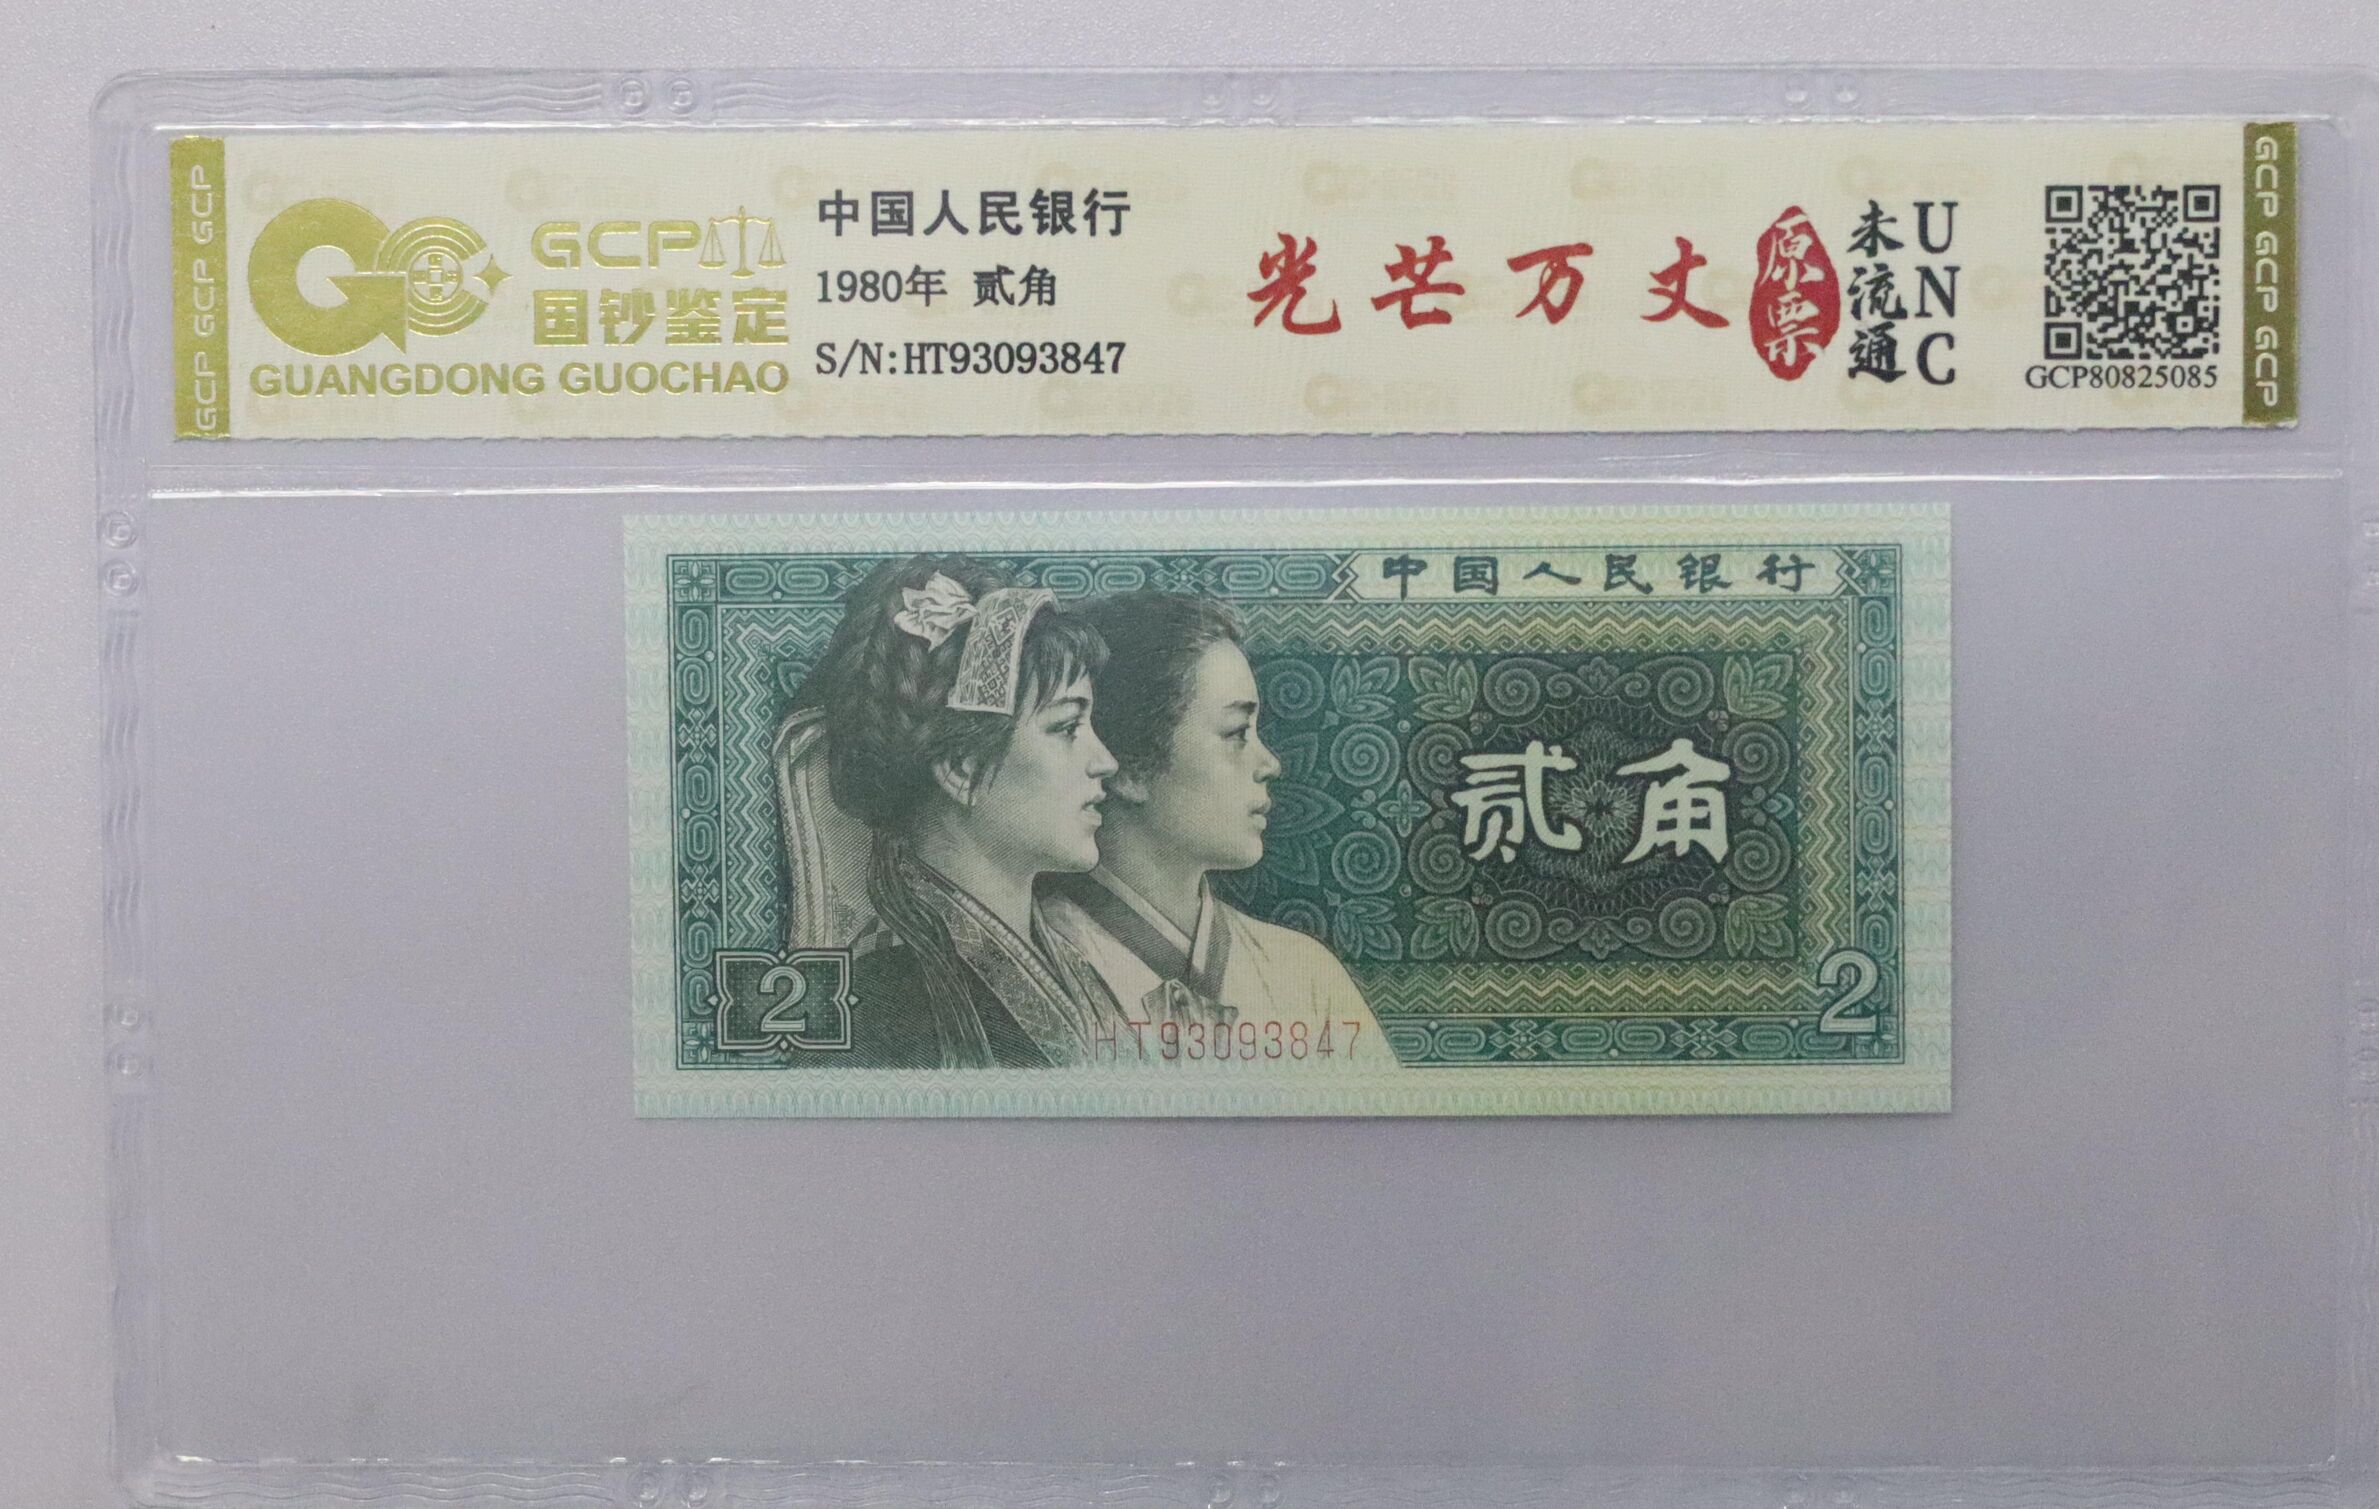 GCP GCP GCP
GCP
国钞鉴定
GUANGDONG GUOCHAO
中国人民银行
1980年 贰角
S/N:HT93093847
光芒万丈
原票
未流通
UNC
GCP80825085
GCP GCP GCP
中国人民银行
贰角
2
2
HT93093847